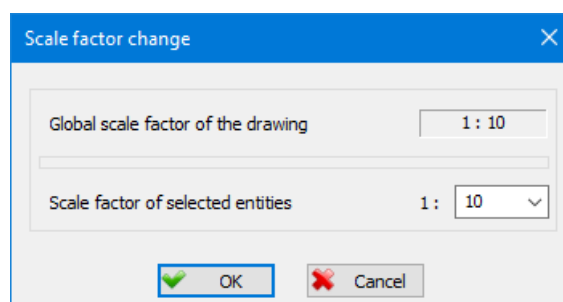 Scale factor change
Global scale factor of the drawing 1 : 10
Scale factor of selected entities 1 : 10
OK Cancel